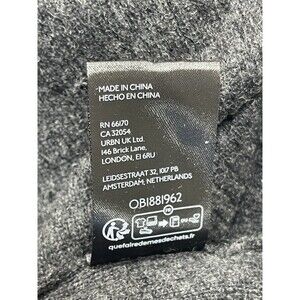 MADE IN CHINA
HECHO EN CHINA
RN 66170
CA 32054
URBN UK Ltd.
146 Brick Lane,
LONDON, E1 6RU
LEIDSESTRAAT 32, 1017 PB
AMSTERDAM, NETHERLANDS
OB1881962
FR
quefairedemesdechets.fr